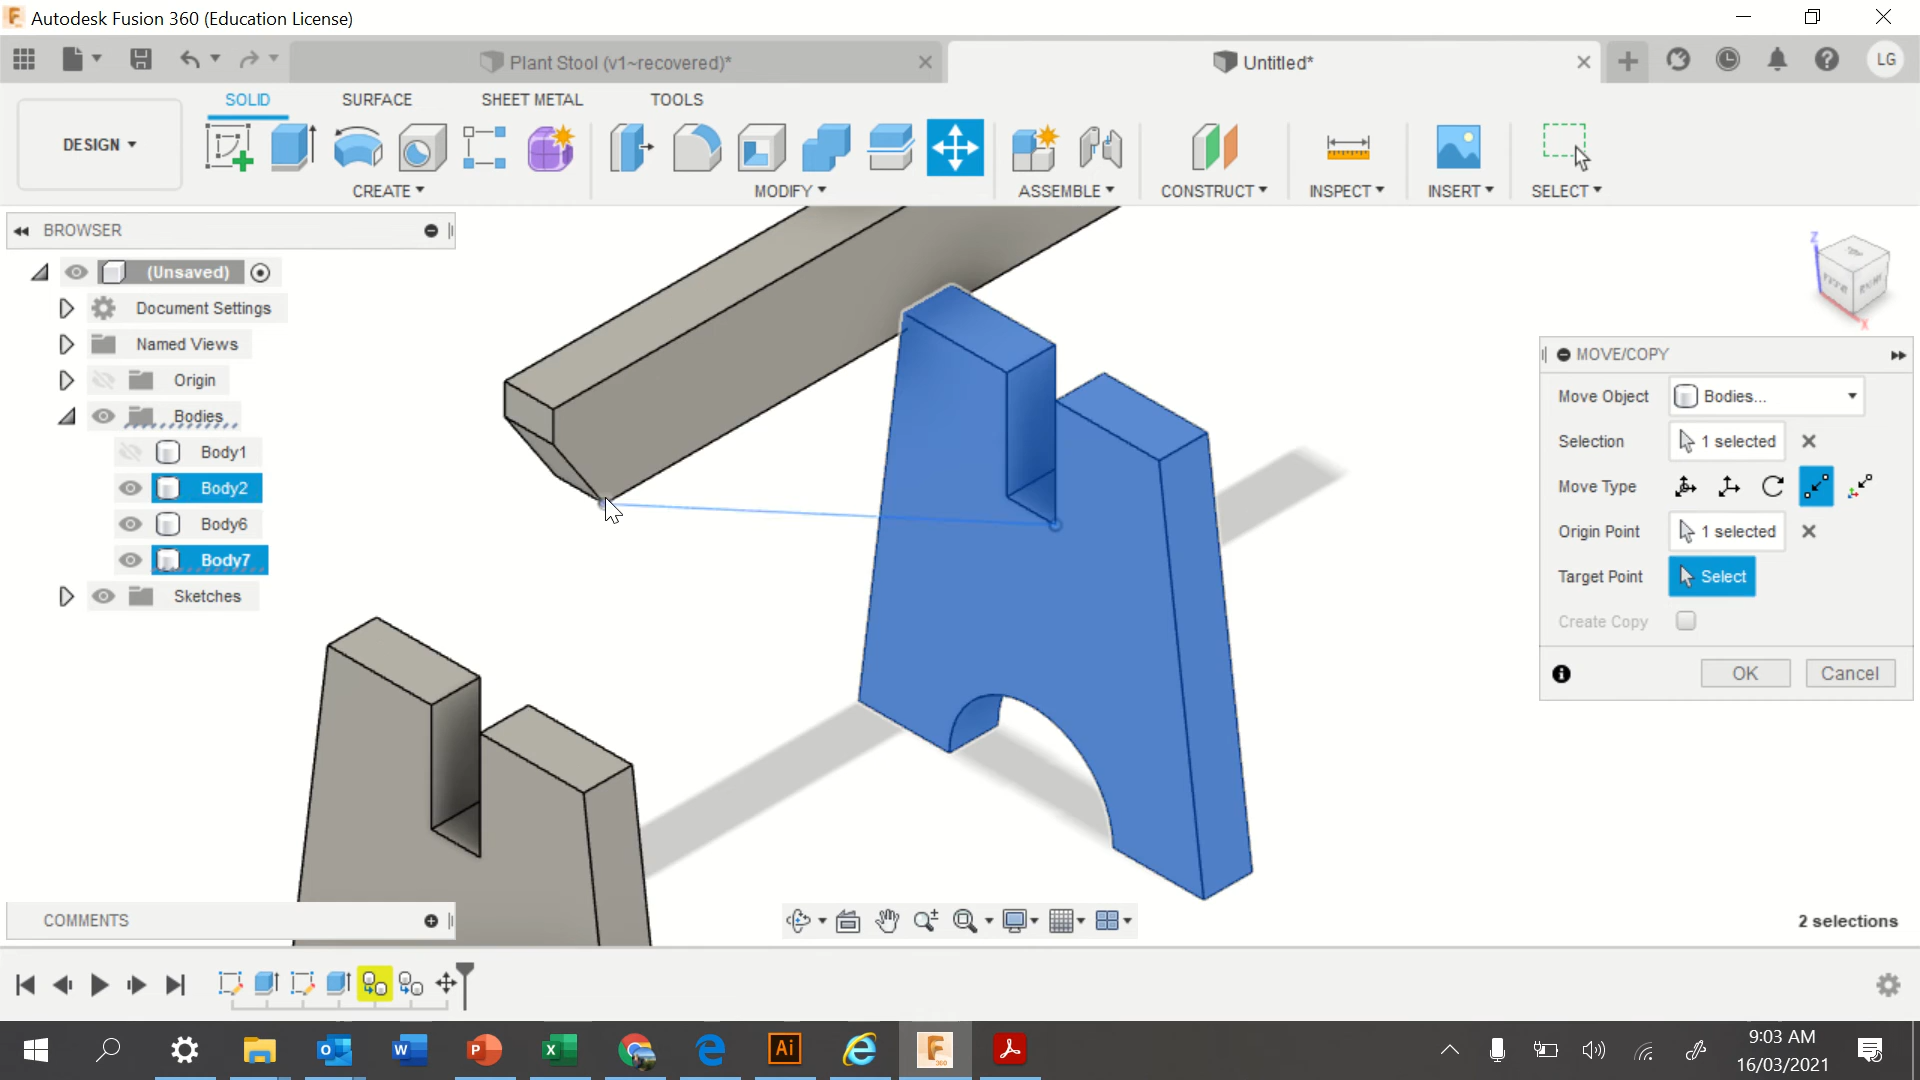 Autodesk Fusion 360 (Education License)
Plant Stool (v1~recovered)*
Untitled*
LG
SOLID SURFACE SHEET METAL TOOLS
DESIGN
CREATE MODIFY ASSEMBLE CONSTRUCT INSPECT INSERT SELECT
BROWSER
(Unsaved)
Document Settings
Named Views
Origin
Bodies
Body1
Body2
Body6
Body7
Sketches
Z
X
MOVE/COPY
Move Object Bodies...
Selection 1 selected
Move Type
Origin Point 1 selected
Target Point Select
Create Copy
OK Cancel
COMMENTS
2 selections
9:03 AM
16/03/2021